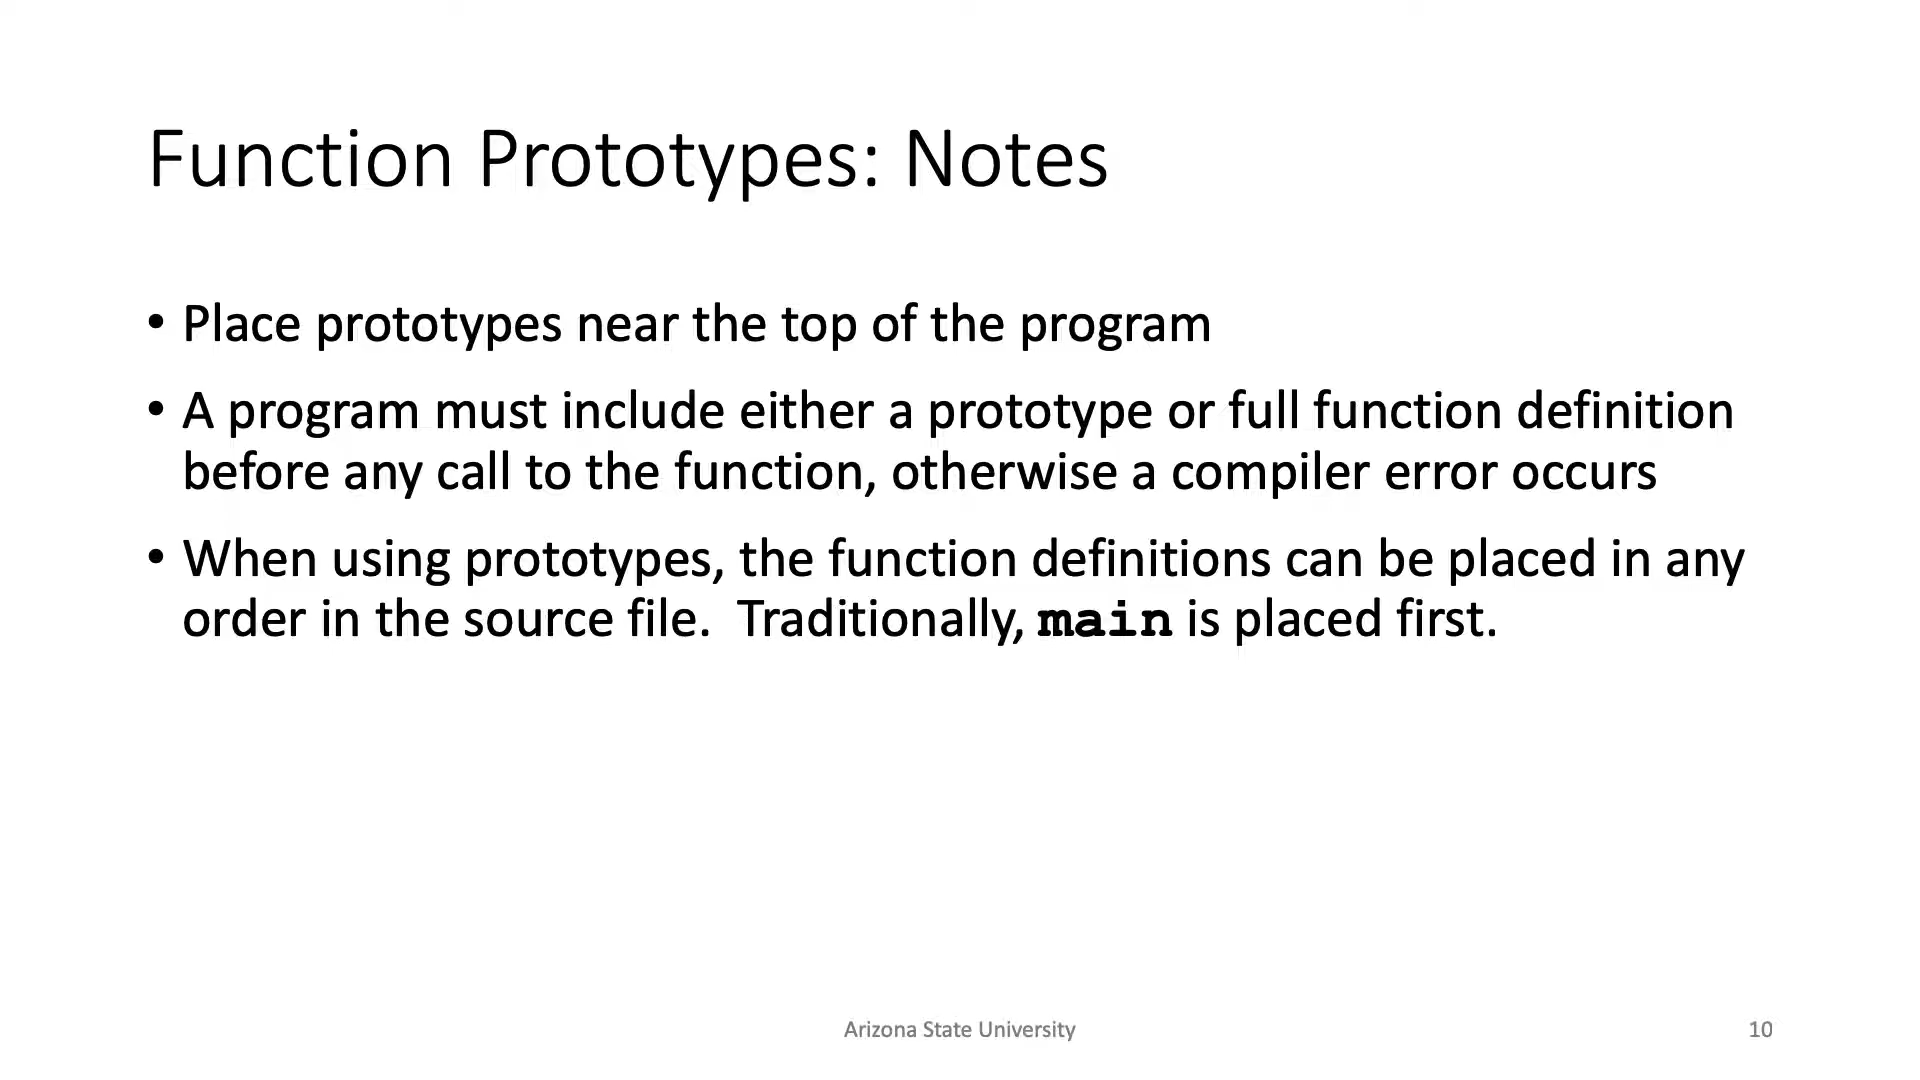 Function Prototypes: Notes
• Place prototypes near the top of the program
• A program must include either a prototype or full function definition
before any call to the function, otherwise a compiler error occurs
• When using prototypes, the function definitions can be placed in any
order in the source file.  Traditionally, main is placed first.
Arizona State University
10